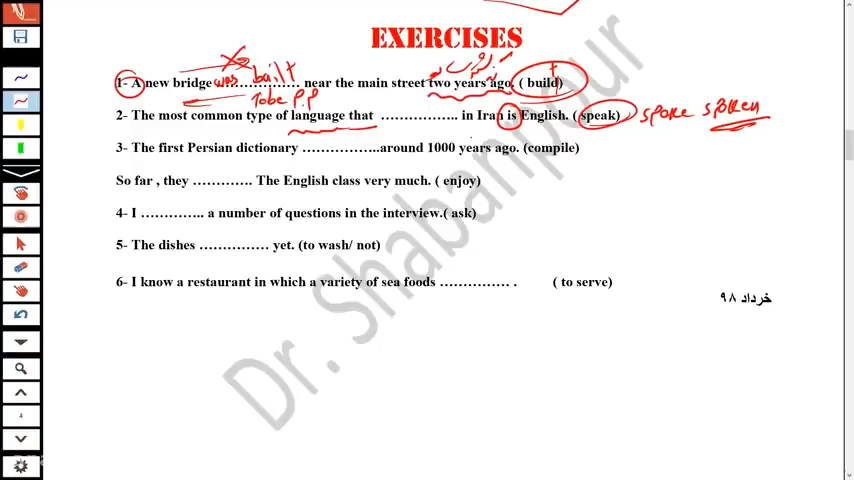 EXERCISES
1- A new bridge was built near the main street two years ago. ( build)
To be P.P
2- The most common type of language that ................ in Iran is English. ( speak) spoke spoken
3- The first Persian dictionary ................around 1000 years ago. (compile)
So far , they ............. The English class very much. ( enjoy)
4- I .............. a number of questions in the interview.( ask)
5- The dishes ............... yet. (to wash/ not)
6- I know a restaurant in which a variety of sea foods ............... . ( to serve)
خرداد ۹۸
Dr. Shabanpour
4